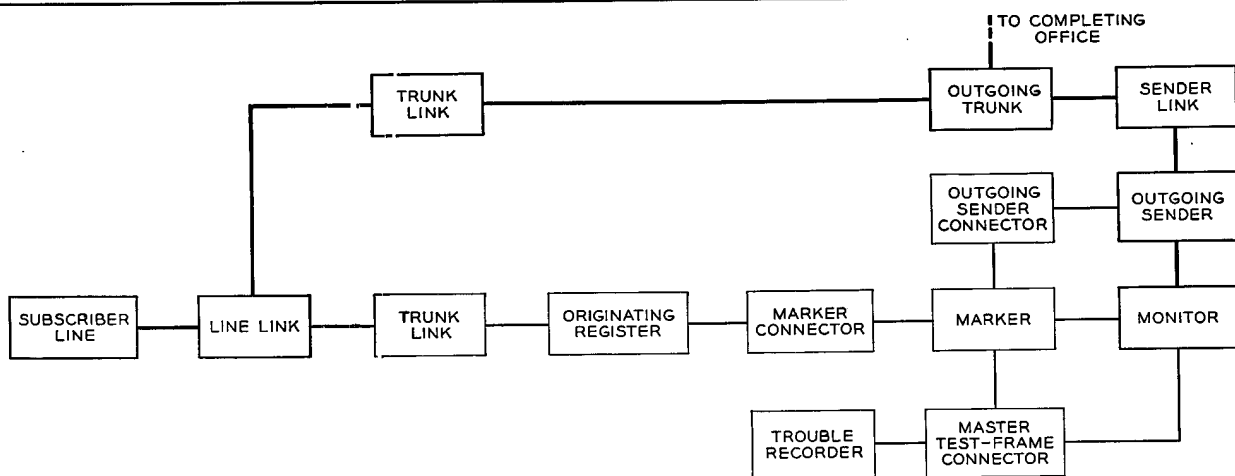 TO COMPLETING
OFFICE
TRUNK
LINK
OUTGOING
TRUNK
SENDER
LINK
OUTGOING
SENDER
CONNECTOR
OUTGOING
SENDER
SUBSCRIBER
LINE
LINE LINK
TRUNK
LINK
ORIGINATING
REGISTER
MARKER
CONNECTOR
MARKER
MONITOR
TROUBLE
RECORDER
MASTER
TEST-FRAME
CONNECTOR